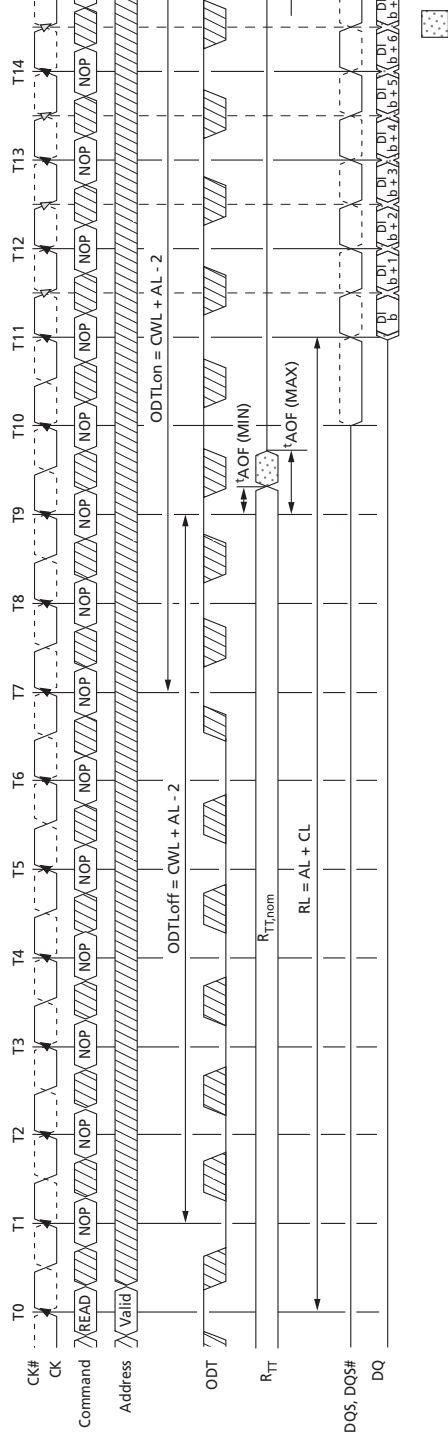 T0 T1 T2 T3 T4 T5 T6 T7 T8 T9 T10 T11 T12 T13 T14
CK#
CK
Command READ NOP NOP NOP NOP NOP NOP NOP NOP NOP NOP NOP NOP NOP NOP
Address Valid
ODTLon = CWL + AL - 2
ODTLoff = CWL + AL - 2
ODT
tAOF (MIN)
RTT RTT,nom
tAOF (MAX)
RL = AL + CL
DQS, DQS#
DQ DI DI DI DI DI DI DI DI
b b + 1 b + 2 b + 3 b + 4 b + 5 b + 6 b +